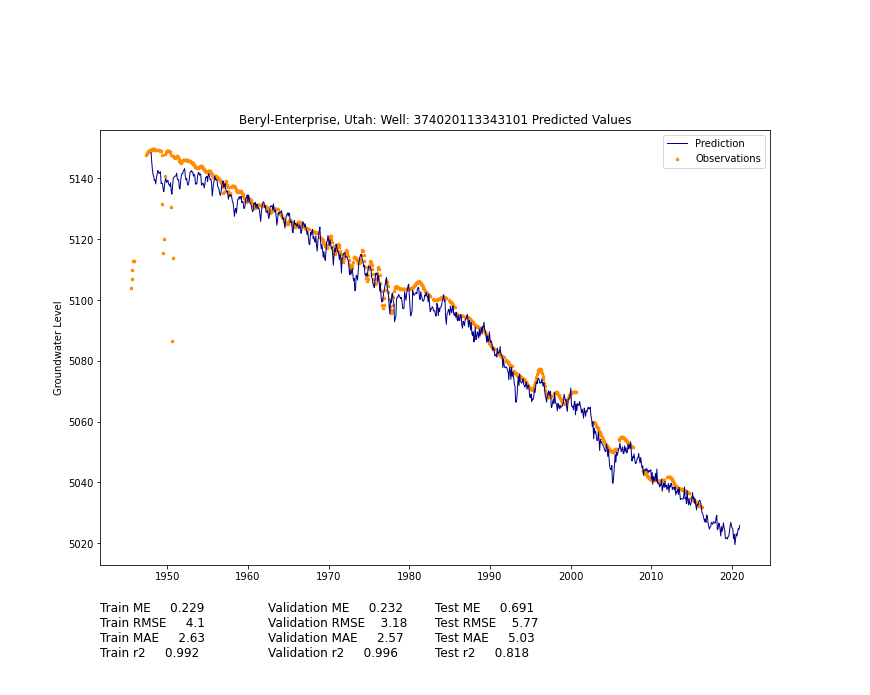 Beryl-Enterprise, Utah: Well: 374020113343101 Predicted Values
Prediction
Observations
Groundwater Level
5140
5120
5100
5080
5060
5040
5020
1950 1960 1970 1980 1990 2000 2010 2020
Train ME 0.229 Validation ME 0.232 Test ME 0.691
Train RMSE 4.1 Validation RMSE 3.18 Test RMSE 5.77
Train MAE 2.63 Validation MAE 2.57 Test MAE 5.03
Train r2 0.992 Validation r2 0.996 Test r2 0.818